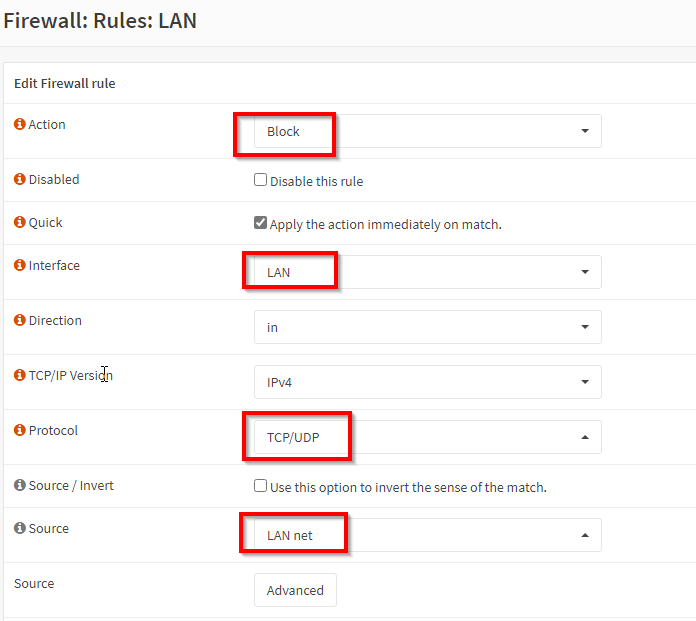 Firewall: Rules: LAN
Edit Firewall rule
Action Block
Disabled Disable this rule
Quick Apply the action immediately on match.
Interface LAN
Direction in
TCP/IP Version IPv4
Protocol TCP/UDP
Source / Invert Use this option to invert the sense of the match.
Source LAN net
Source Advanced